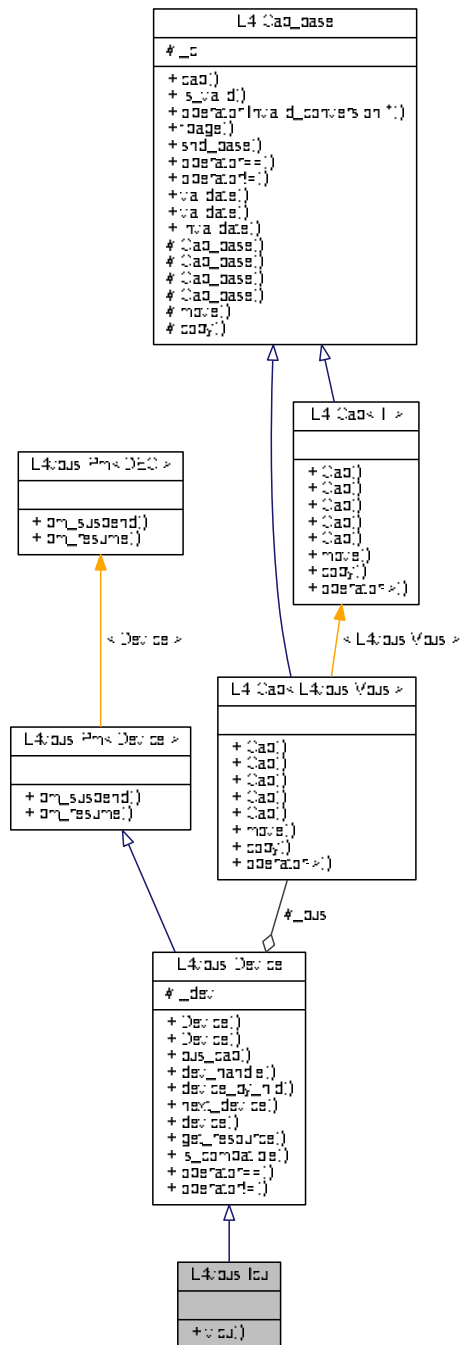 L4::Cap_base
# _c
+ cap()
+ is_valid()
+ operator Invalid_conversion *()
+ fpage()
+ snd_base()
+ operator==()
+ operator!=()
+ validate()
+ validate()
+ invalidate()
# Cap_base()
# Cap_base()
# Cap_base()
# Cap_base()
# move()
# copy()
L4::Cap< T >
+ Cap()
+ Cap()
+ Cap()
+ Cap()
+ Cap()
+ move()
+ copy()
+ operator->()
L4vbus::Pm< DEC >
+ pm_suspend()
+ pm_resume()
< Device >
< L4vbus::Vbus >
L4::Cap< L4vbus::Vbus >
+ Cap()
+ Cap()
+ Cap()
+ Cap()
+ Cap()
+ move()
+ copy()
+ operator->()
L4vbus::Pm< Device >
+ pm_suspend()
+ pm_resume()
#_bus
L4vbus::Device
# _dev
+ Device()
+ Device()
+ bus_cap()
+ dev_handle()
+ device_by_hid()
+ next_device()
+ device()
+ get_resource()
+ is_compatible()
+ operator==()
+ operator!=()
L4vbus::Icu
+ vicu()